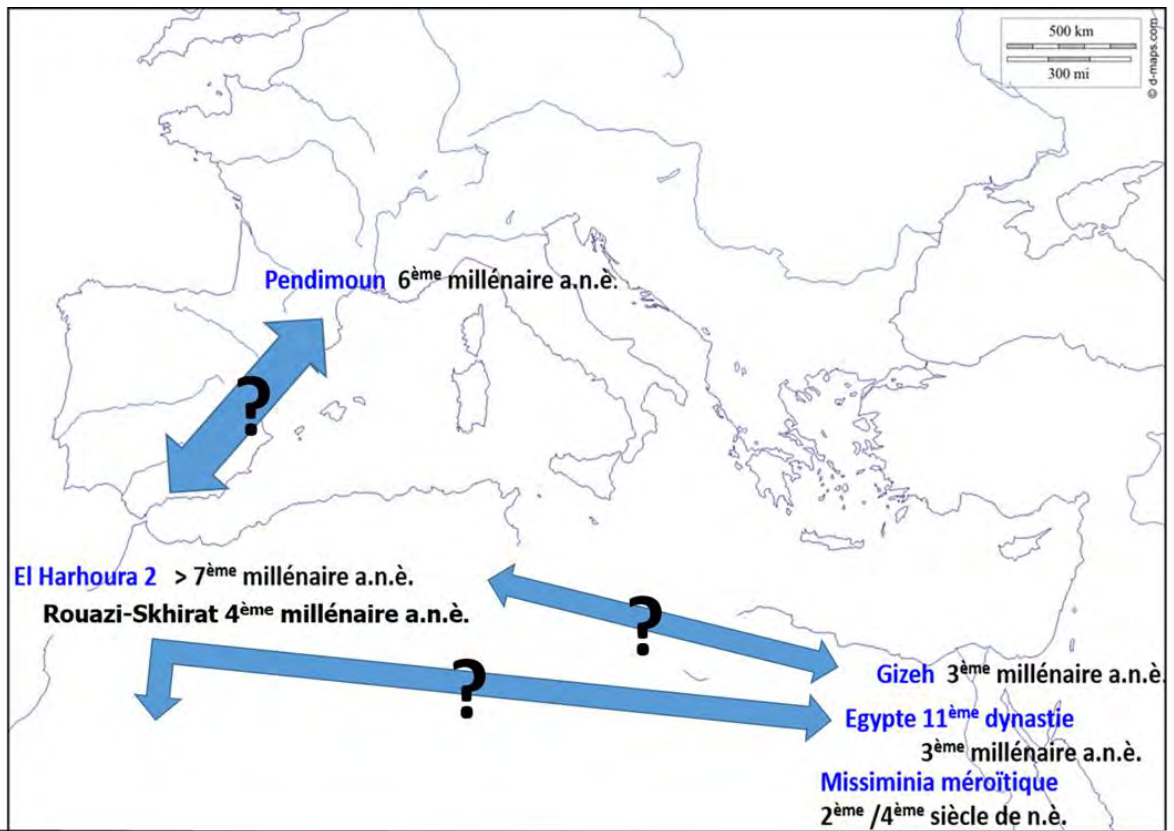 500 km
300 mi
© d-maps.com
Pendimoun 6ème millénaire a.n.è.
?
El Harhoura 2 > 7ème millénaire a.n.è.
Rouazi-Skhirat 4ème millénaire a.n.è.
?
?
Gizeh 3ème millénaire a.n.è.
Egypte 11ème dynastie
3ème millénaire a.n.è.
Missiminia méroïtique
2ème /4ème siècle de n.è.